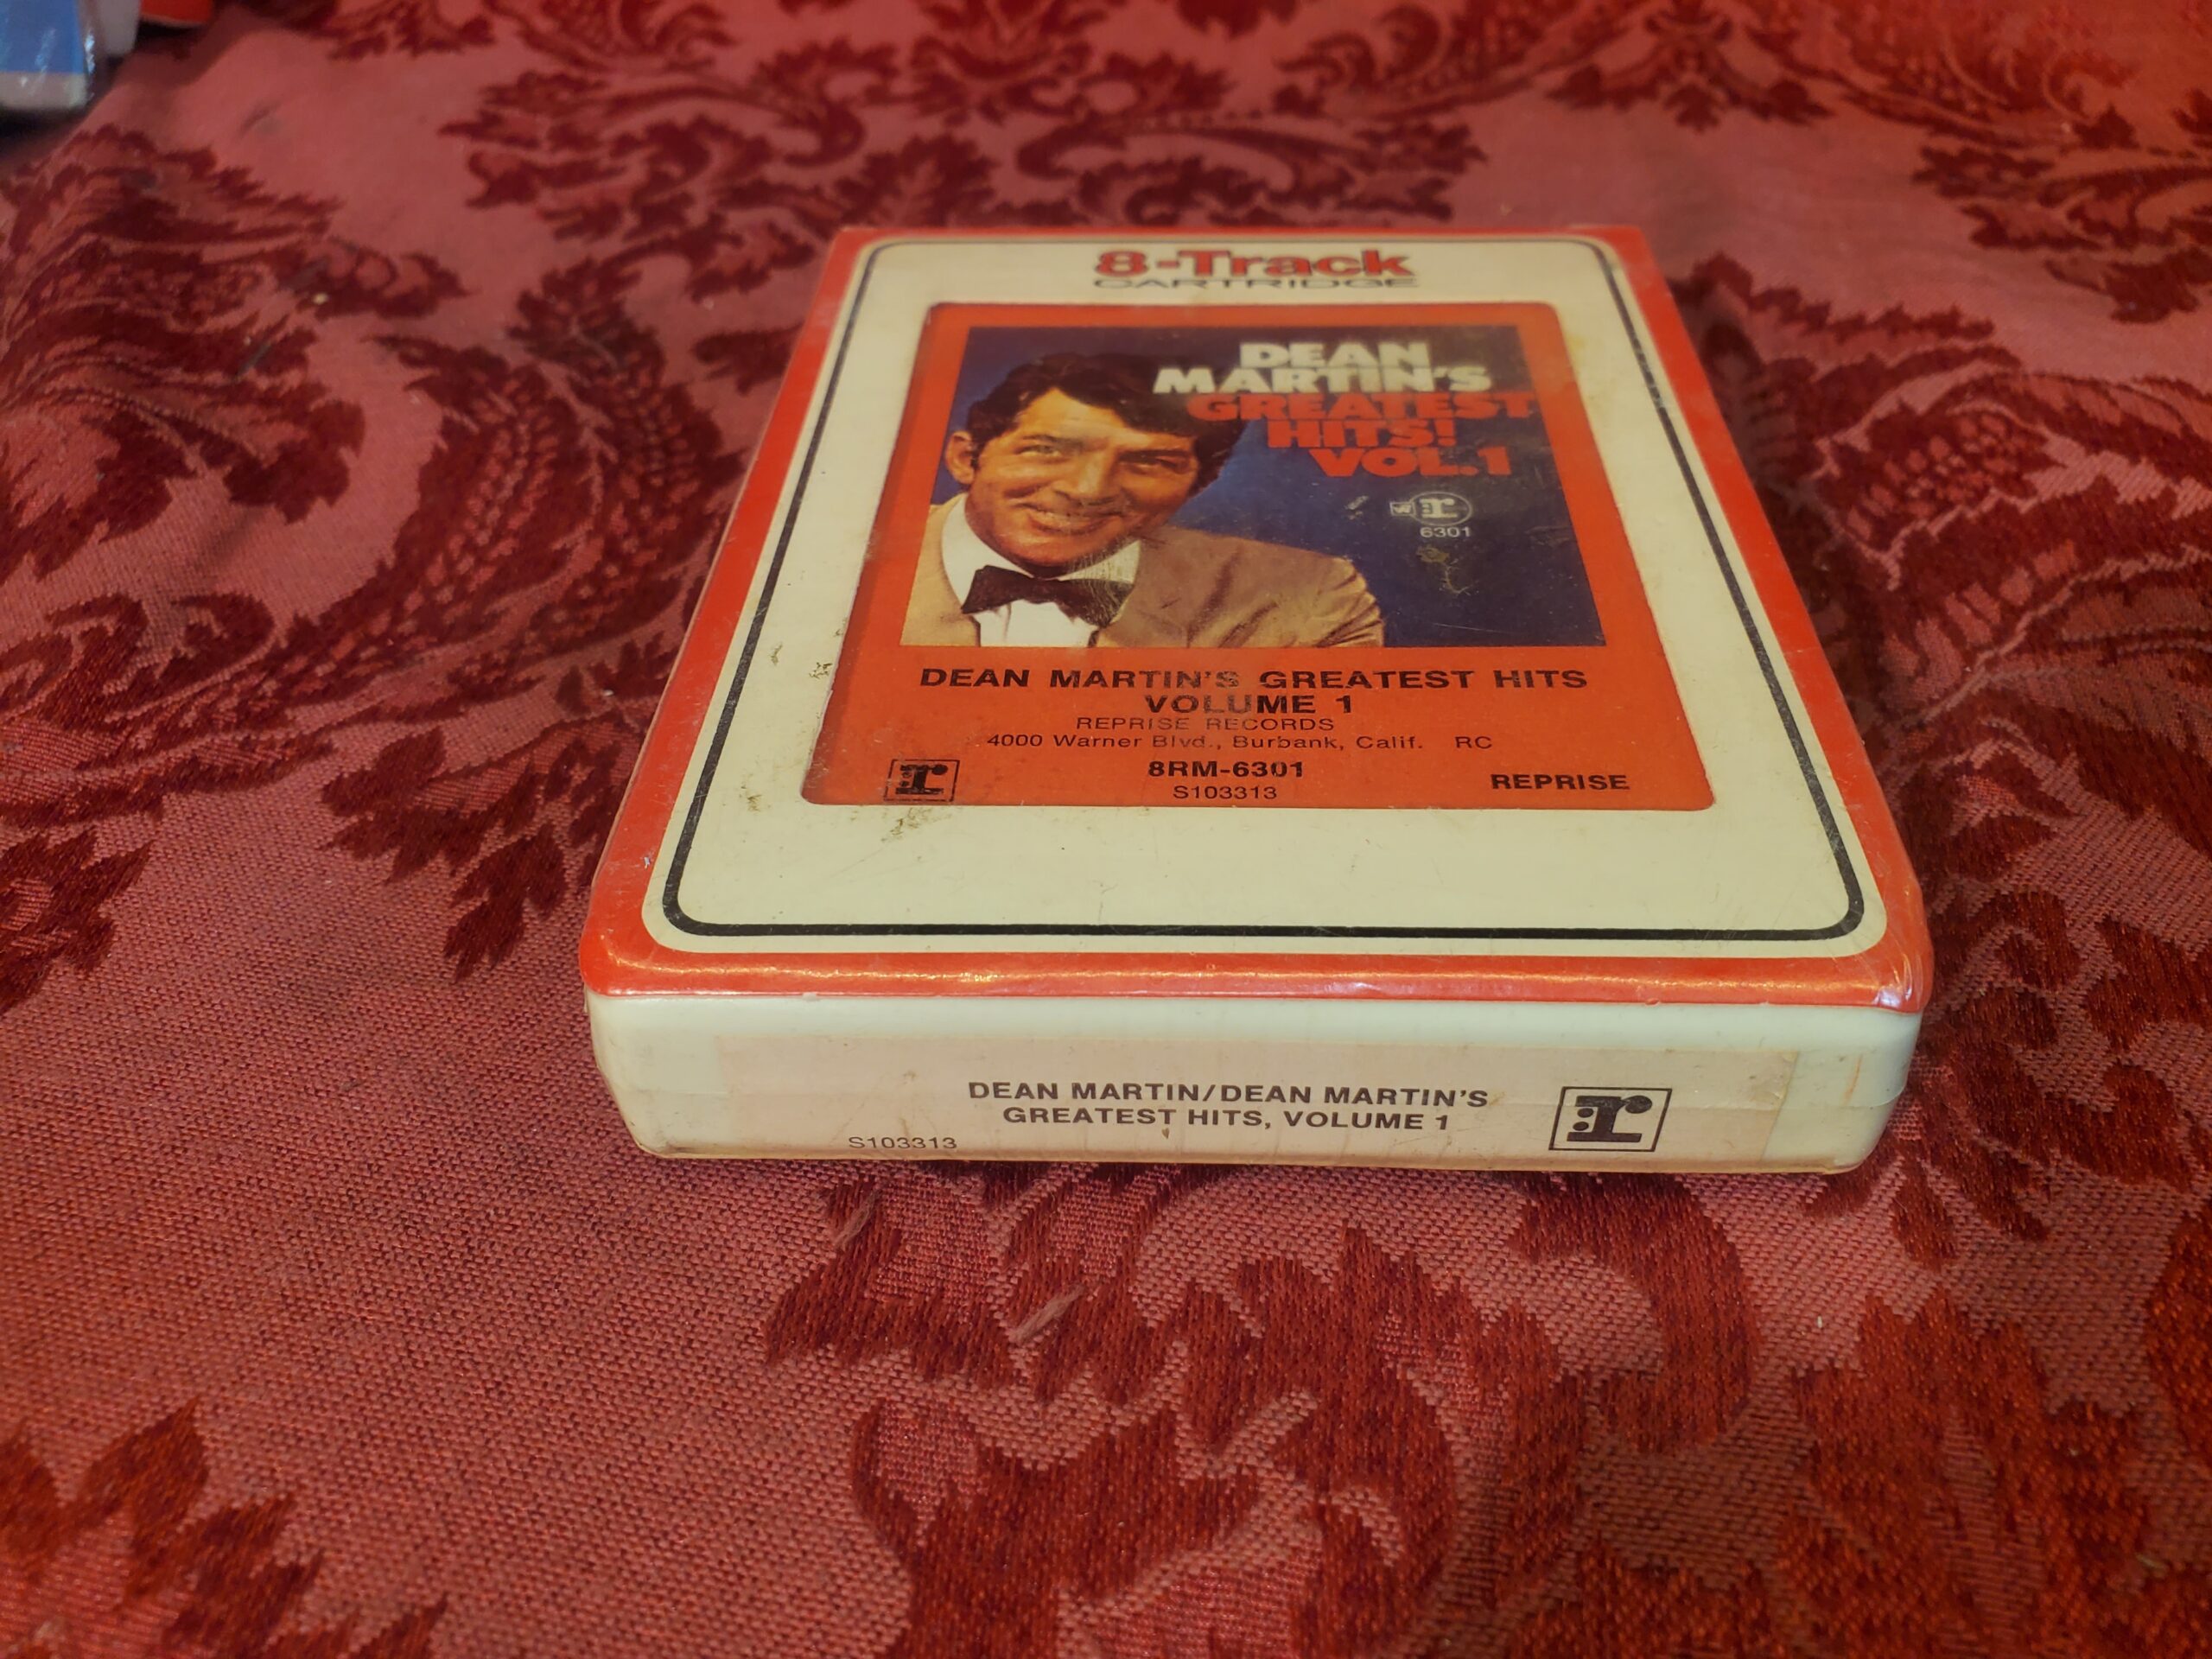 8-Track
CARTRIDGE
DEAN
MARTIN'S
GREATEST
HITS!
VOL.1
W r
6301
DEAN MARTIN'S GREATEST HITS
VOLUME 1
REPRISE RECORDS
4000 Warner Blvd., Burbank, Calif. RC
8RM-6301
r
S103313
REPRISE
DEAN MARTIN/DEAN MARTIN'S
GREATEST HITS, VOLUME 1
S103313
r